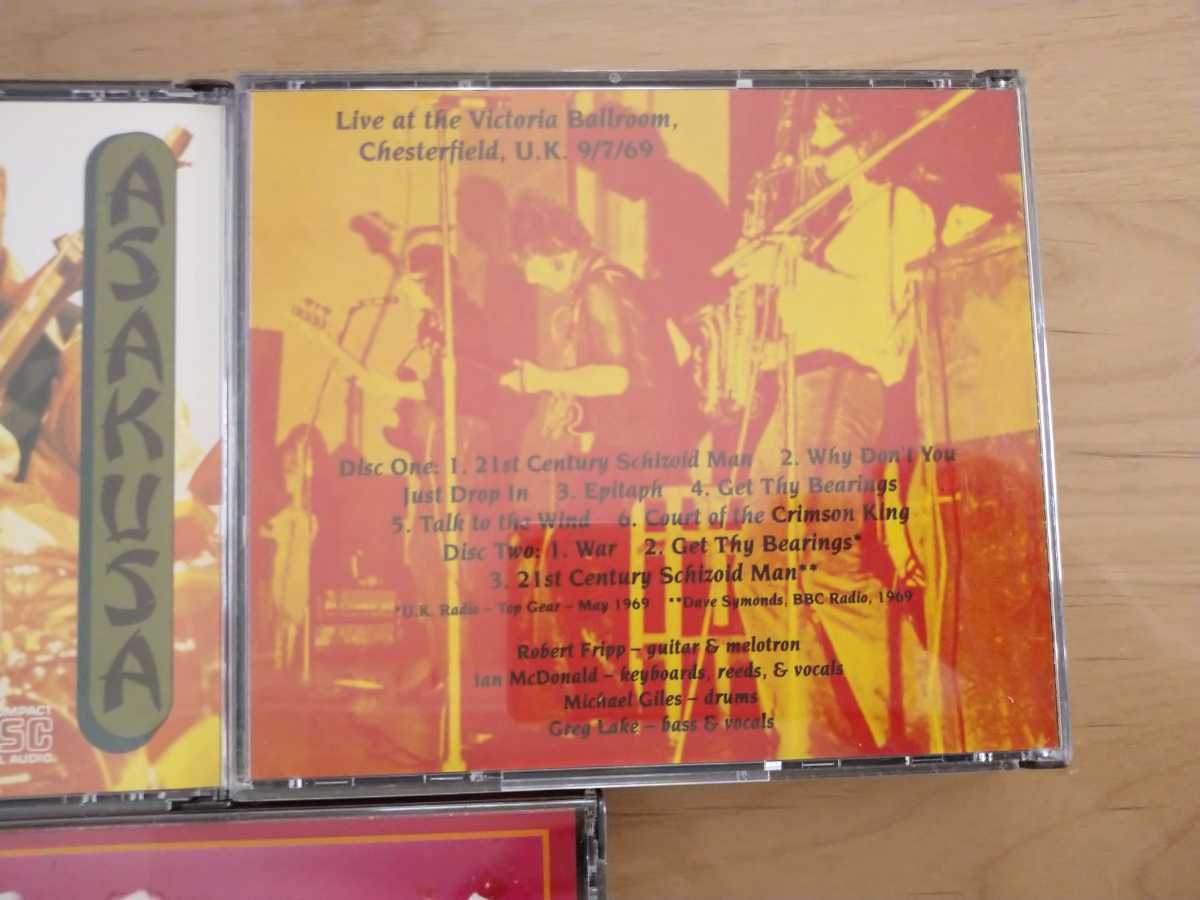 ASAKUSA
COMPACT
DISC
AUDIO
Live at the Victoria Ballroom,
Chesterfield, U.K. 9/7/69
Disc One: 1. 21st Century Schizoid Man 2. Why Don't You
Just Drop In 3. Epitaph 4. Get Thy Bearings
5. Talk to the Wind 6. Court of the Crimson King
Disc Two: 1. War 2. Get Thy Bearings*
3. 21st Century Schizoid Man**
*U.K. Radio – Top Gear – May 1969 **Dave Symonds, BBC Radio, 1969
Robert Fripp – guitar & melotron
Ian McDonald – keyboards, reeds, & vocals
Michael Giles – drums
Greg Lake – bass & vocals